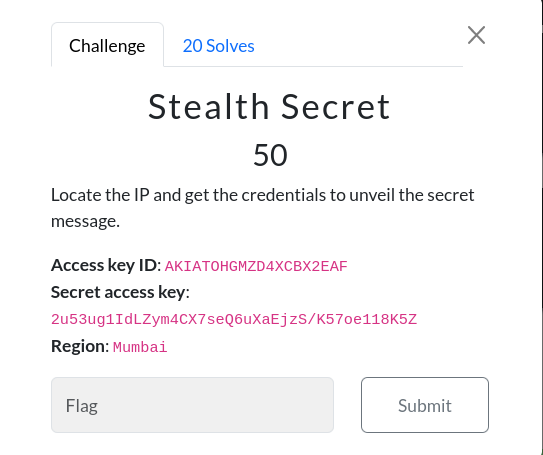 Challenge
20 Solves
Stealth Secret
50
Locate the IP and get the credentials to unveil the secret
message.
Access key ID: AKIATOHGMZD4XCBX2EAF
Secret access key:
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
Region: Mumbai
Flag
Submit